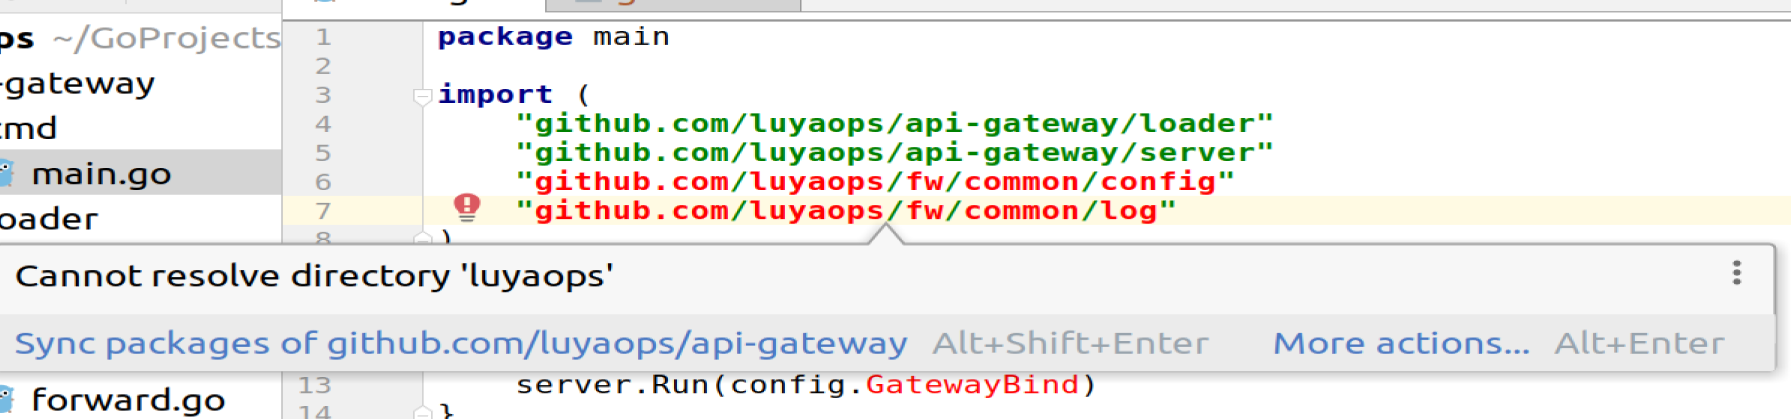 ps ~/GoProjects
-gateway
cmd
main.go
oader
forward.go
1 package main
2
3 import (
4 "github.com/luyaops/api-gateway/loader"
5 "github.com/luyaops/api-gateway/server"
6 "github.com/luyaops/fw/common/config"
7 "github.com/luyaops/fw/common/log"
8 )
Cannot resolve directory 'luyaops'
Sync packages of github.com/luyaops/api-gateway Alt+Shift+Enter More actions... Alt+Enter
13 server.Run(config.GatewayBind)
14 }